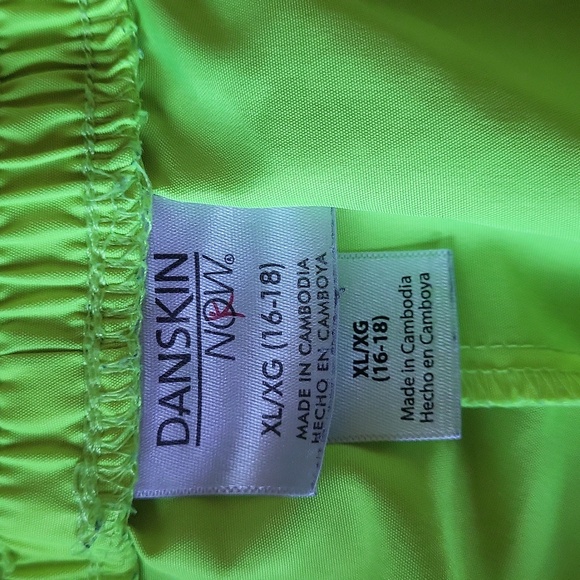 DANSKIN
NOW®
XL/XG (16-18)
MADE IN CAMBODIA
HECHO EN CAMBOYA
XL/XG
(16-18)
Made in Cambodia
Hecho en Camboya